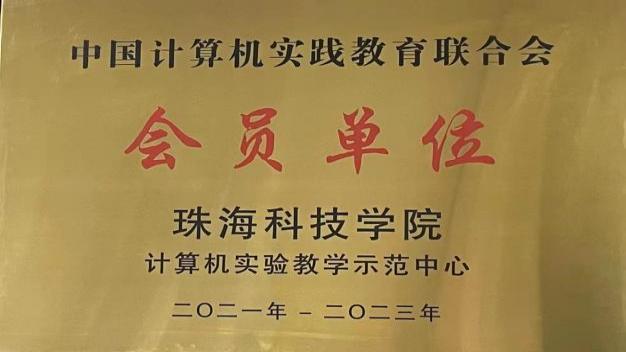 中国计算机实践教育联合会
会员单位
珠海科技学院
计算机实验教学示范中心
二〇二一年 – 二〇二三年